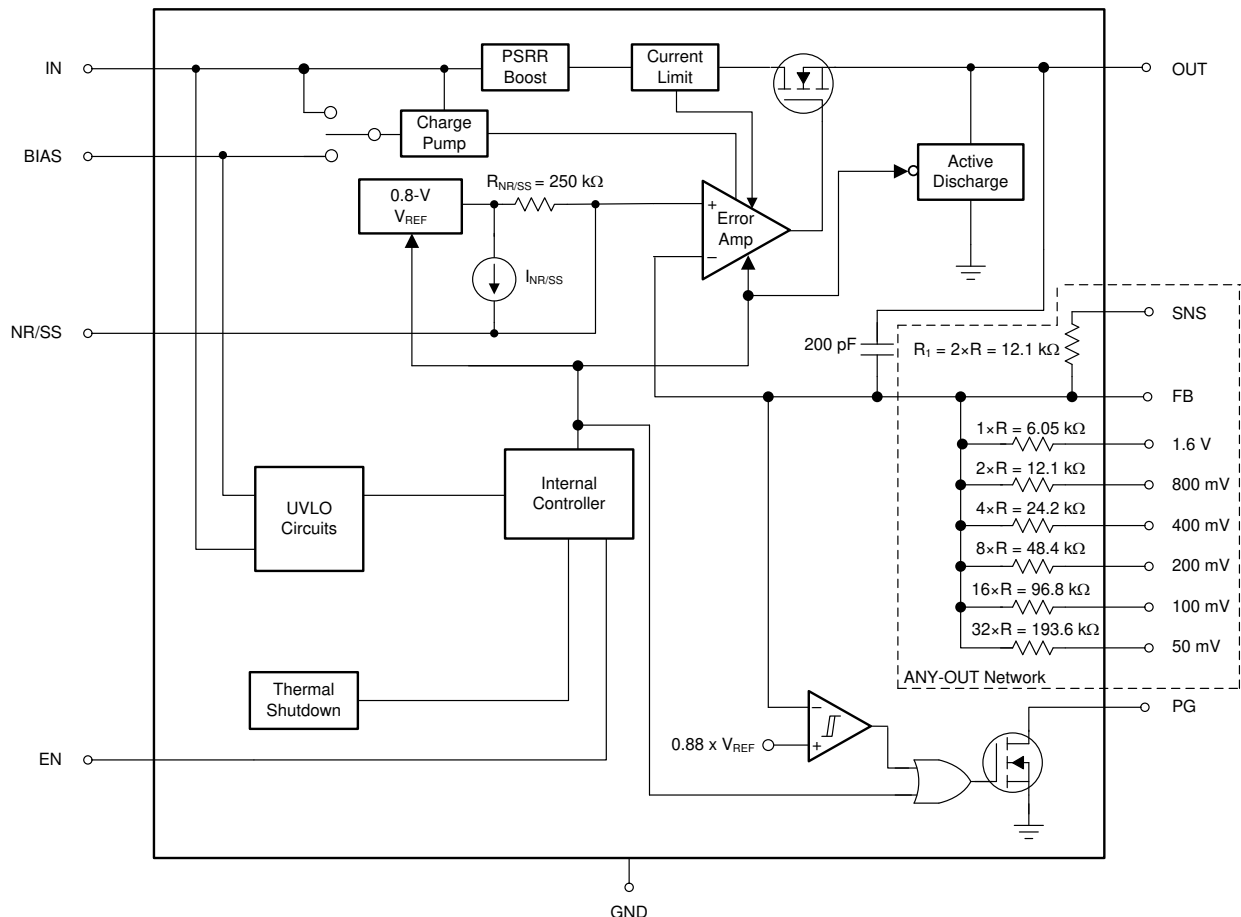 IN
PSRR
Boost
Current
Limit
OUT
Charge
Pump
BIAS
Active
Discharge
0.8-V
VREF
RNR/SS = 250 kΩ
+
Error
Amp
−
INR/SS
NR/SS
SNS
200 pF
R1 = 2×R = 12.1 kΩ
FB
1×R = 6.05 kΩ
1.6 V
2×R = 12.1 kΩ
800 mV
4×R = 24.2 kΩ
400 mV
8×R = 48.4 kΩ
200 mV
16×R = 96.8 kΩ
100 mV
32×R = 193.6 kΩ
50 mV
ANY-OUT Network
UVLO
Circuits
Internal
Controller
Thermal
Shutdown
PG
−
0.88 x VREF
+
EN
GND